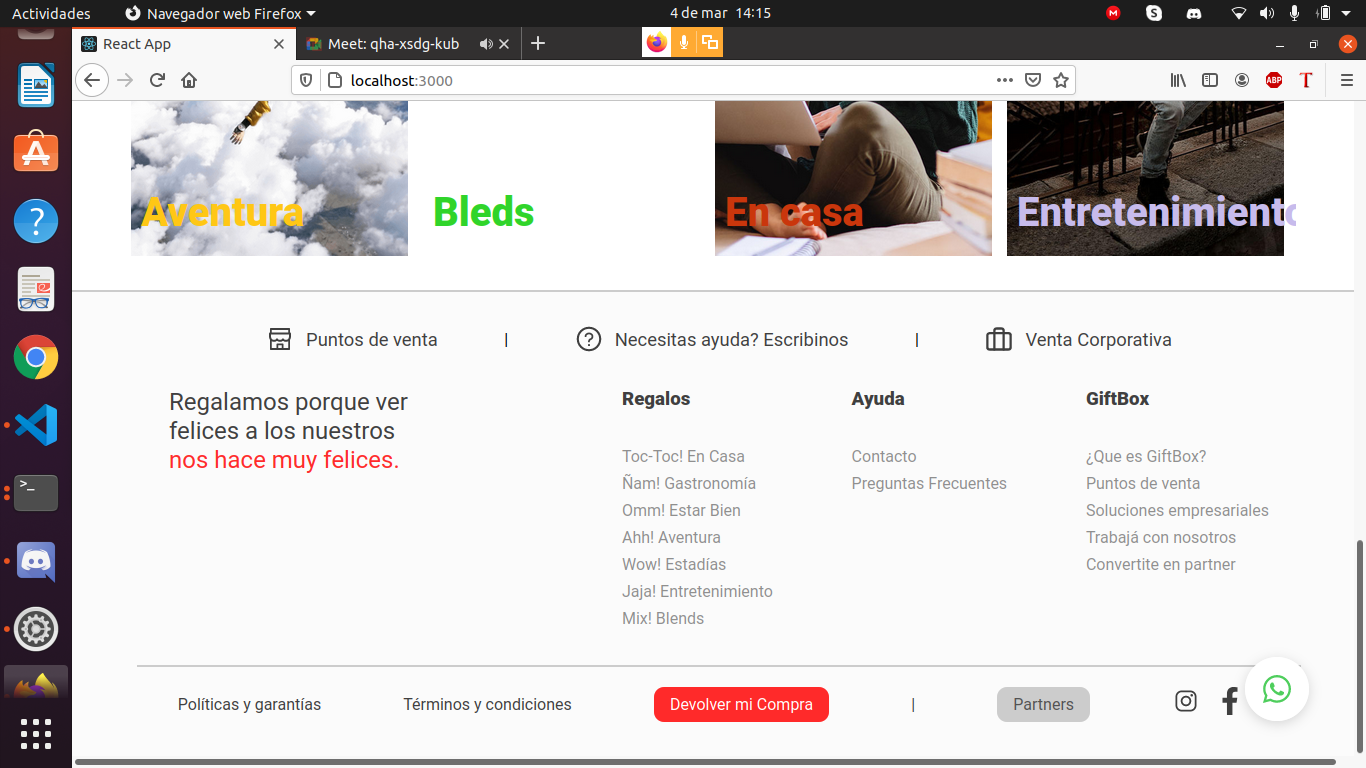 Actividades Navegador web Firefox 4 de mar 14:15
React App Meet: qha-xsdg-kub
localhost:3000 ABP T
Aventura Bleds En casa Entretenimiento
Puntos de venta | Necesitas ayuda? Escribinos | Venta Corporativa
Regalamos porque ver
felices a los nuestros
nos hace muy felices.
Regalos
Toc-Toc! En Casa
Ñam! Gastronomía
Omm! Estar Bien
Ahh! Aventura
Wow! Estadías
Jaja! Entretenimiento
Mix! Blends
Ayuda
Contacto
Preguntas Frecuentes
GiftBox
¿Que es GiftBox?
Puntos de venta
Soluciones empresariales
Trabajá con nosotros
Convertite en partner
Políticas y garantías Términos y condiciones Devolver mi Compra | Partners